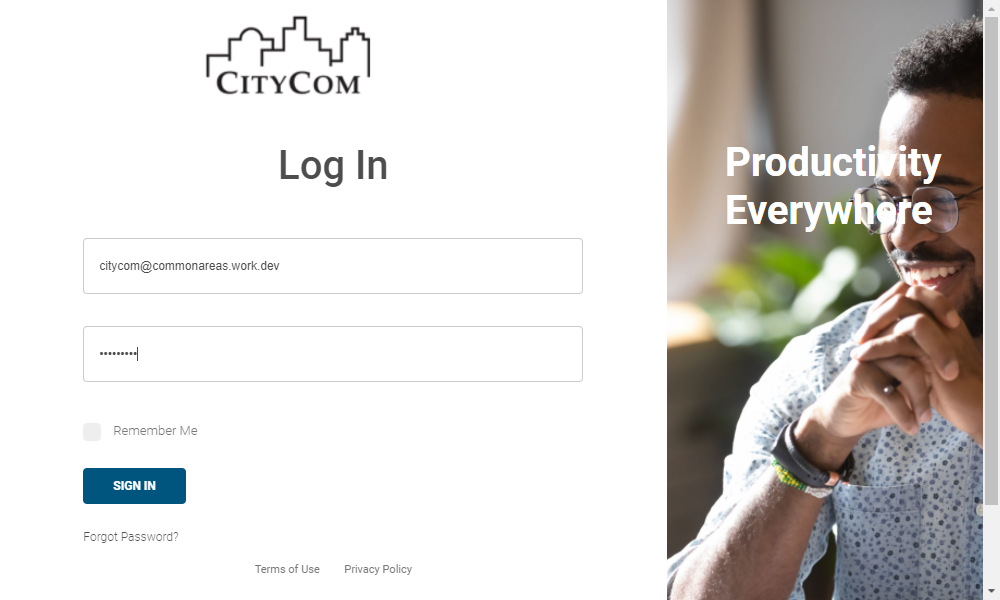 CITYCOM
Log In
citycom@commonareas.work.dev
•••••••••
Remember Me
SIGN IN
Forgot Password?
Terms of Use Privacy Policy
Productivity
Everywhere